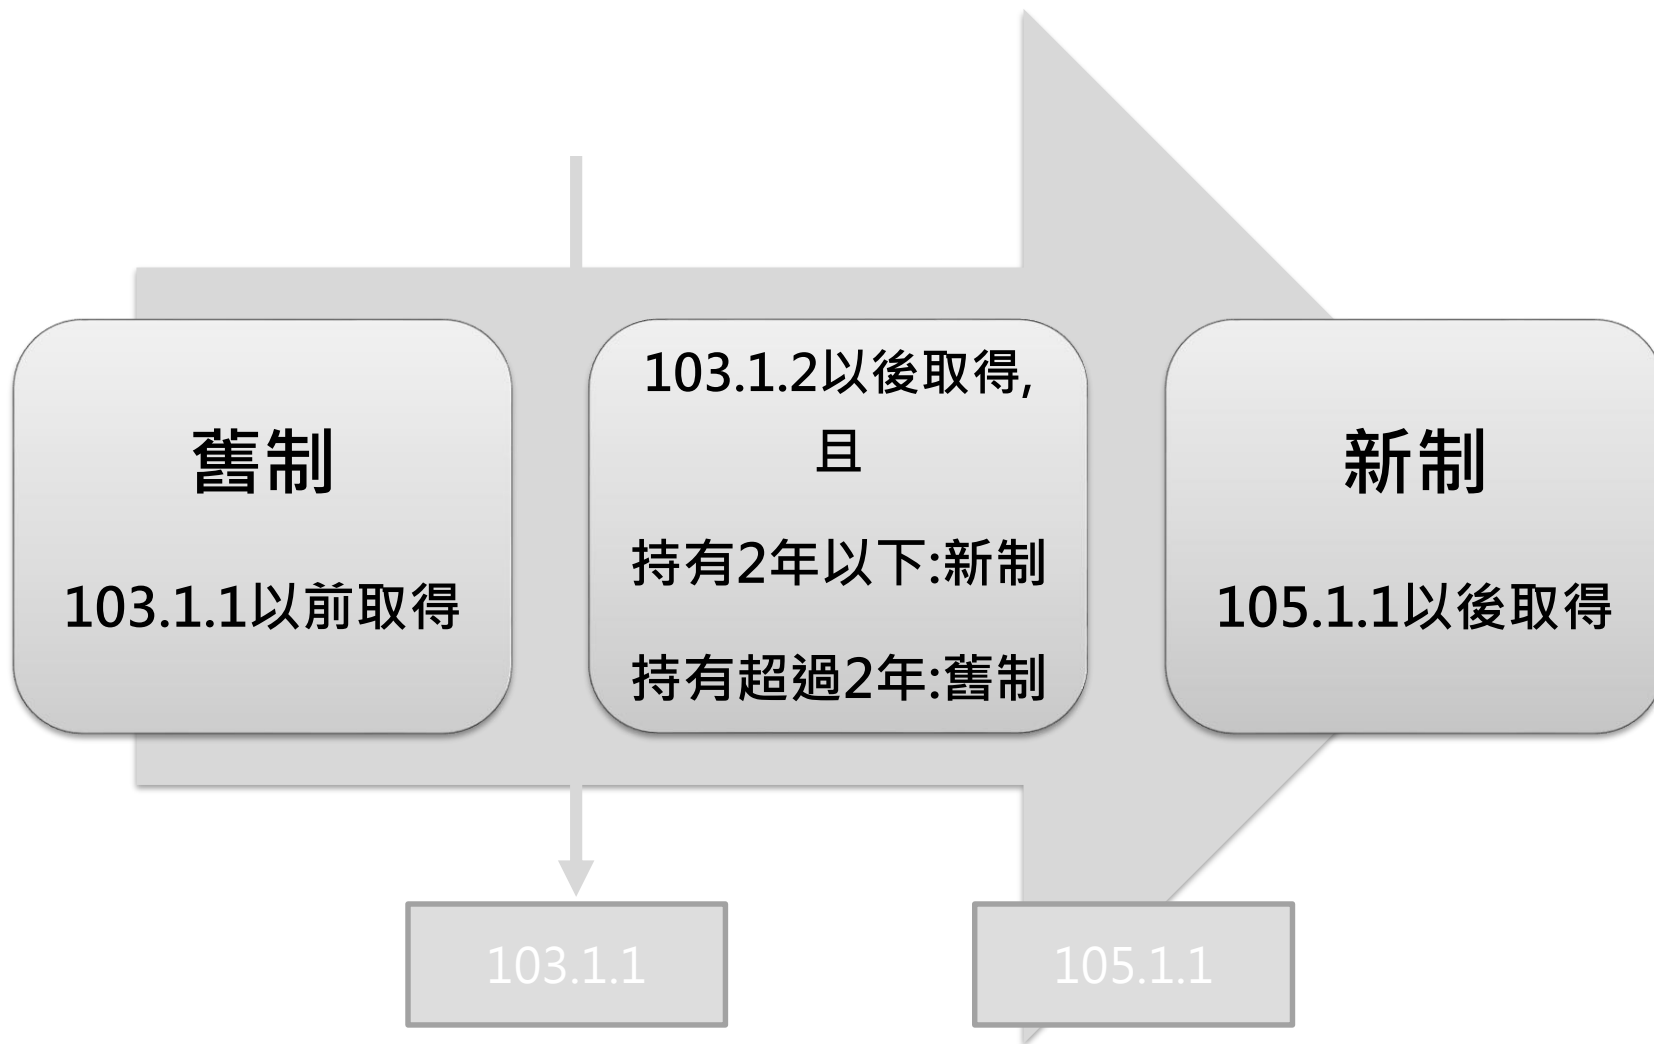 舊制
103.1.1以前取得
103.1.2以後取得,
且
持有2年以下:新制
持有超過2年:舊制
新制
105.1.1以後取得
103.1.1
105.1.1